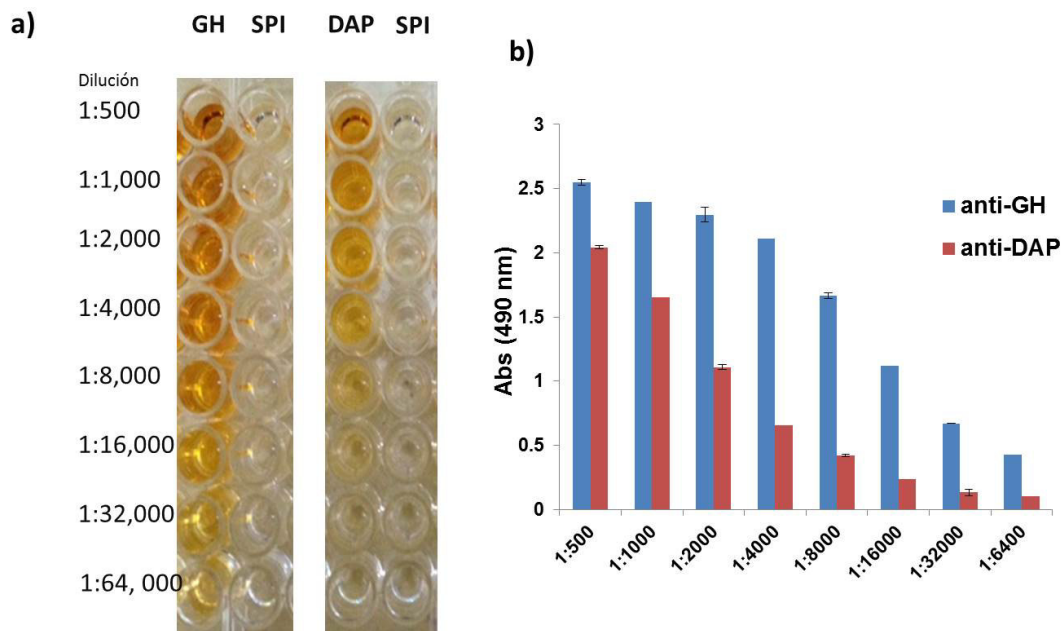 a)
GH SPI DAP SPI
Dilución
1:500
1:1,000
1:2,000
1:4,000
1:8,000
1:16,000
1:32,000
1:64, 000
b)
3
2.5
2
1.5
1
0.5
0
Abs (490 nm)
1:500 1:1000 1:2000 1:4000 1:8000 1:16000 1:32000 1:6400
anti-GH
anti-DAP